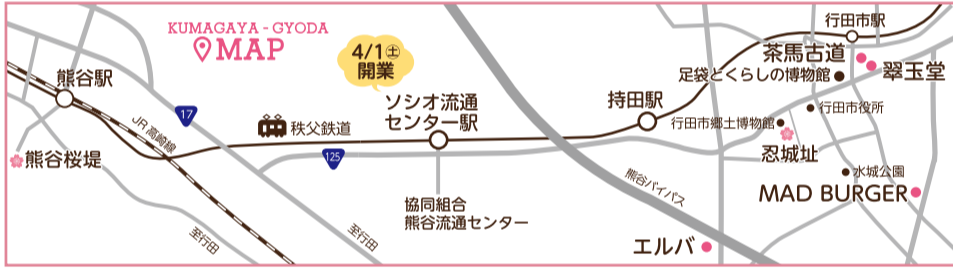 KUMAGAYA - GYODA
MAP
4/1㊏
開業
熊谷駅
17
JR高崎線
秩父鉄道
ソシオ流通
センター駅
125
持田駅
行田市駅
茶馬古道
足袋とくらしの博物館
翠玉堂
行田市役所
行田市郷土博物館
忍城址
水城公園
MAD BURGER
熊谷桜堤
協同組合
熊谷流通センター
熊谷バイパス
至行田
至行田
エルバ